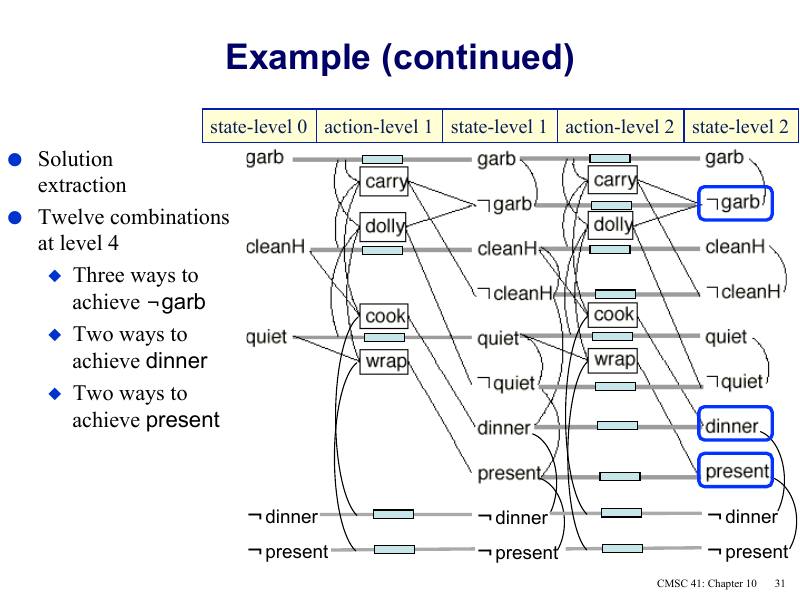 Example (continued)
state-level 0 action-level 1 state-level 1 action-level 2 state-level 2
Solution
extraction
Twelve combinations
at level 4
Three ways to
achieve ¬garb
Two ways to
achieve dinner
Two ways to
achieve present
garb garb garb
carry carry
¬garb ¬garb
dolly dolly
cleanH cleanH cleanH
¬cleanH ¬cleanH
cook cook
quiet quiet quiet
wrap wrap
¬quiet ¬quiet
dinner dinner
present present
¬ dinner ¬ dinner ¬ dinner
¬ present ¬ present ¬ present
CMSC 41: Chapter 10 31